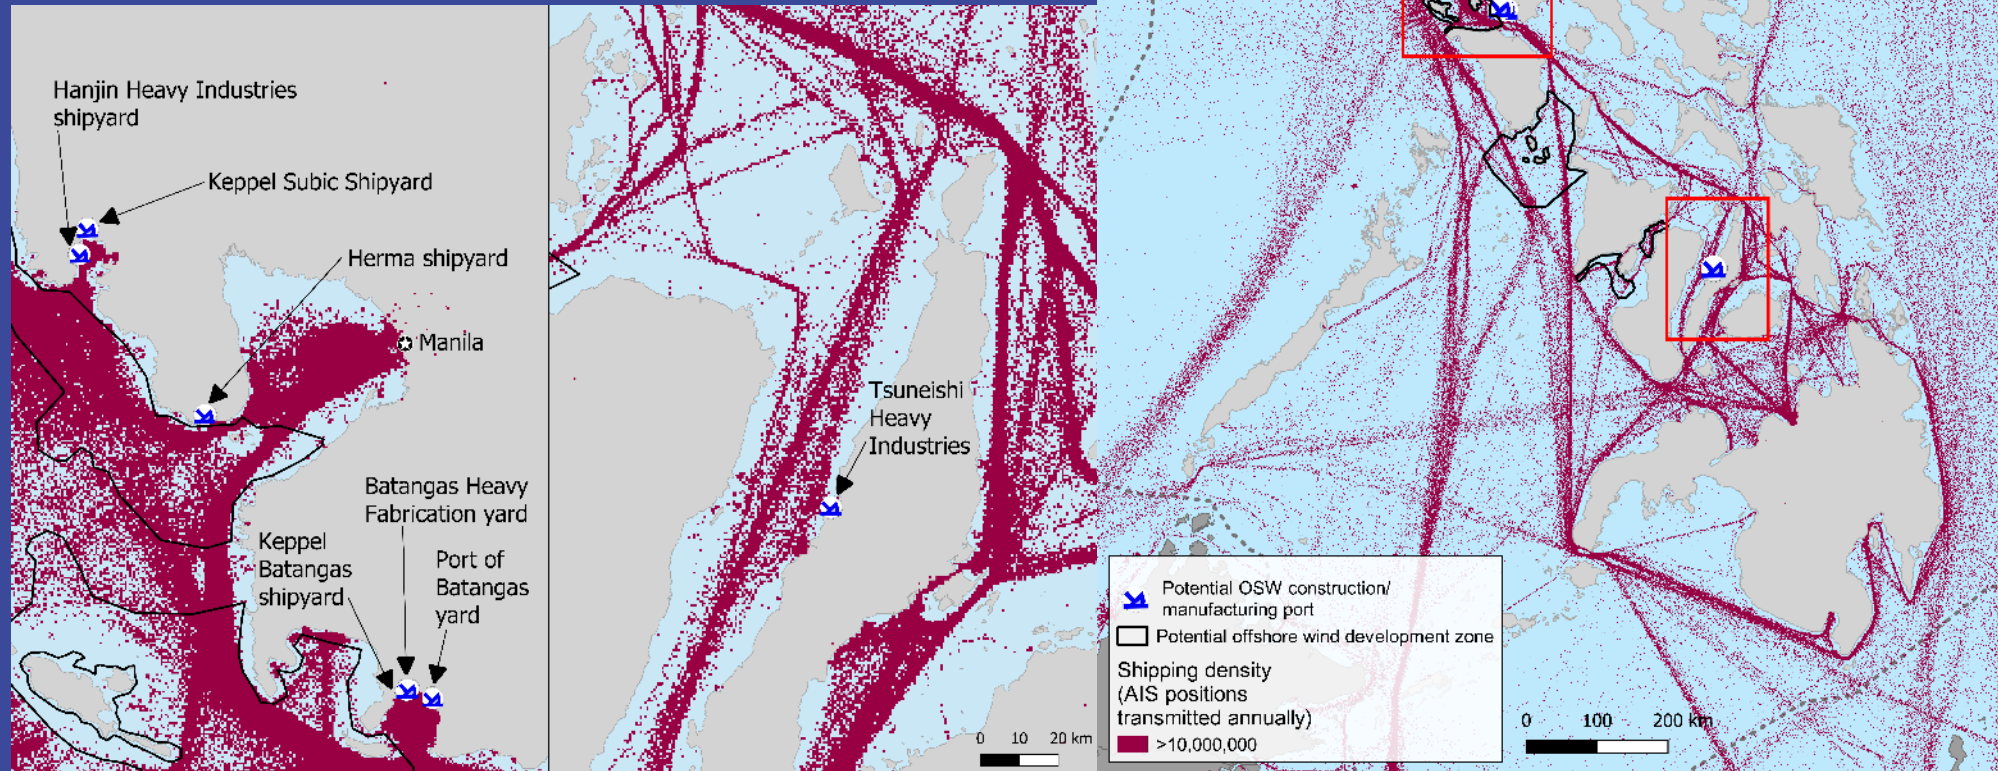 Hanjin Heavy Industries
shipyard
Keppel Subic Shipyard
Herma shipyard
Manila
Batangas Heavy
Fabrication yard
Keppel
Batangas
shipyard
Port of
Batangas
yard
Tsuneishi
Heavy
Industries
0 10 20 km
Potential OSW construction/
manufacturing port
Potential offshore wind development zone
Shipping density
(AIS positions
transmitted annually)
>10,000,000
0 100 200 km